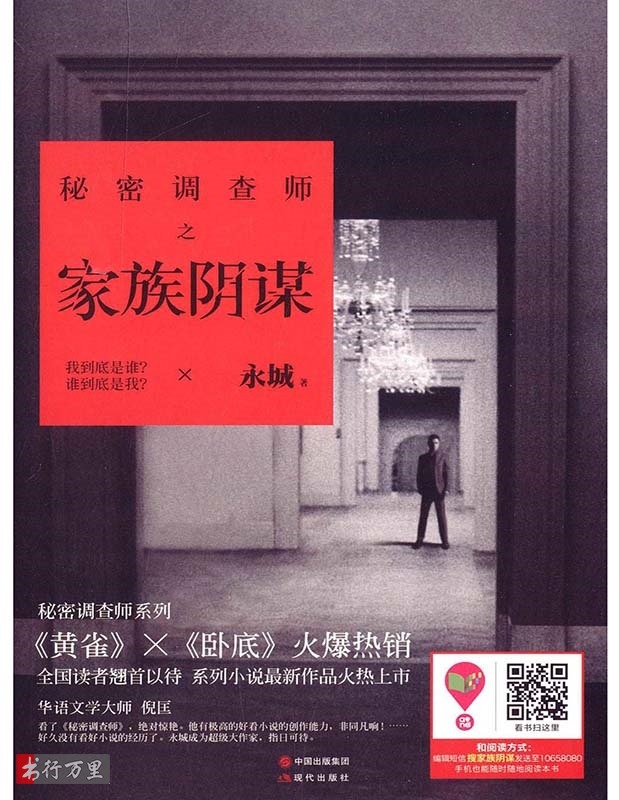 秘密调查师
之
家族阴谋
我到底是谁？
谁到底是我？
×
永城 著
秘密调查师系列
《黄雀》×《卧底》火爆热销
全国读者翘首以待 系列小说最新作品火热上市
华语文学大师 倪匡
看了《秘密调查师》，绝对惊艳。他有极高的好看小说的创作能力，非同凡响！……
好久没有看好小说的经历了。永城成为超级大作家，指日可待。
书行万里
中国出版集团
现代出版社
看书扫这里
和阅读方式：
编辑短信搜家族阴谋发送至10658080
手机也能随时随地阅读本书